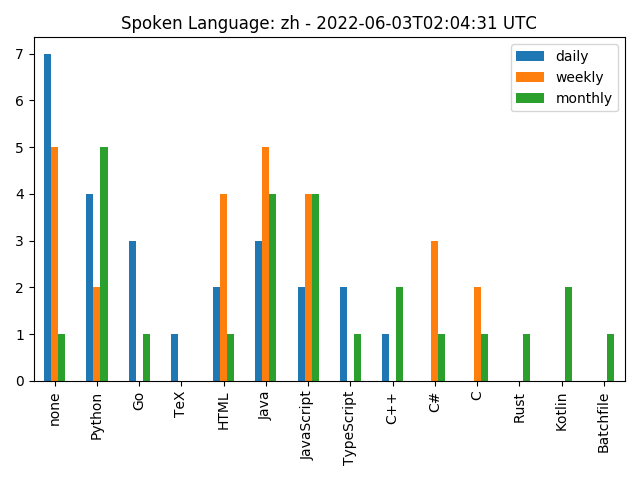 Spoken Language: zh - 2022-06-03T02:04:31 UTC
daily
weekly
monthly
7
6
5
4
3
2
1
0
none
Python
Go
TeX
HTML
Java
JavaScript
TypeScript
C++
C#
C
Rust
Kotlin
Batchfile